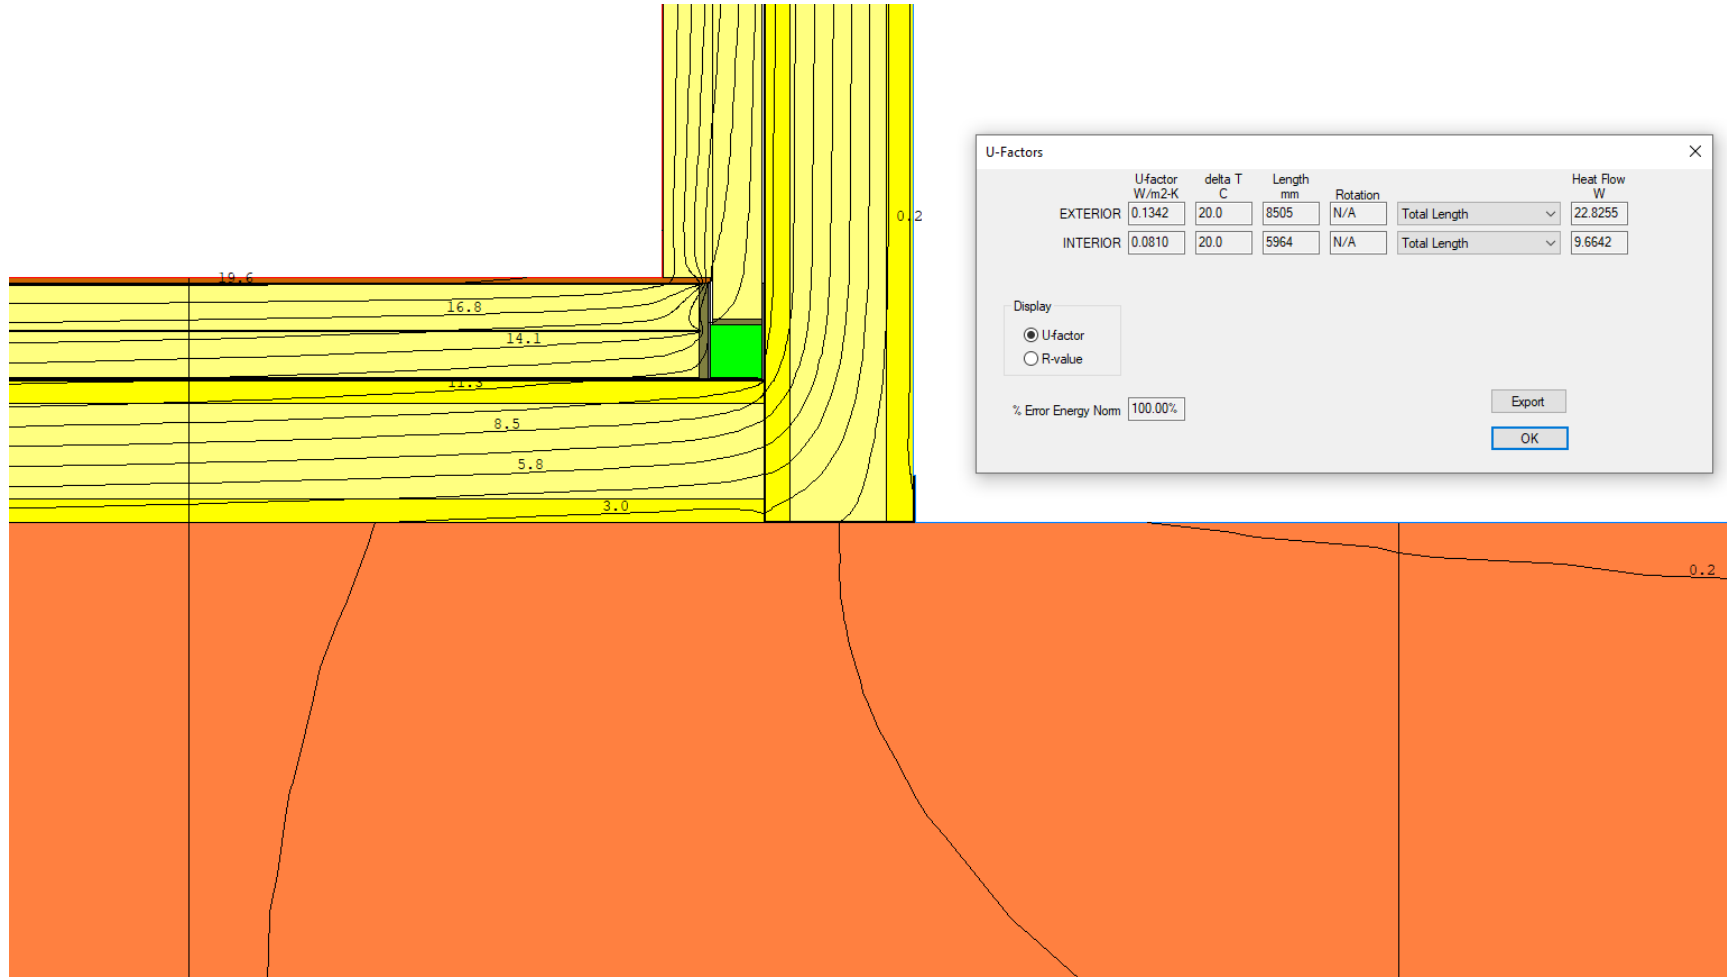 U-Factors
U-factor delta T Length Heat Flow
W/m2-K C mm Rotation W
EXTERIOR 0.1342 20.0 8505 N/A Total Length 22.8255
INTERIOR 0.0810 20.0 5964 N/A Total Length 9.6642
0.2
19.6
16.8
Display
U-factor
14.1
R-value
11.3
% Error Energy Norm 100.00%
Export
8.5
OK
5.8
3.0
0.2